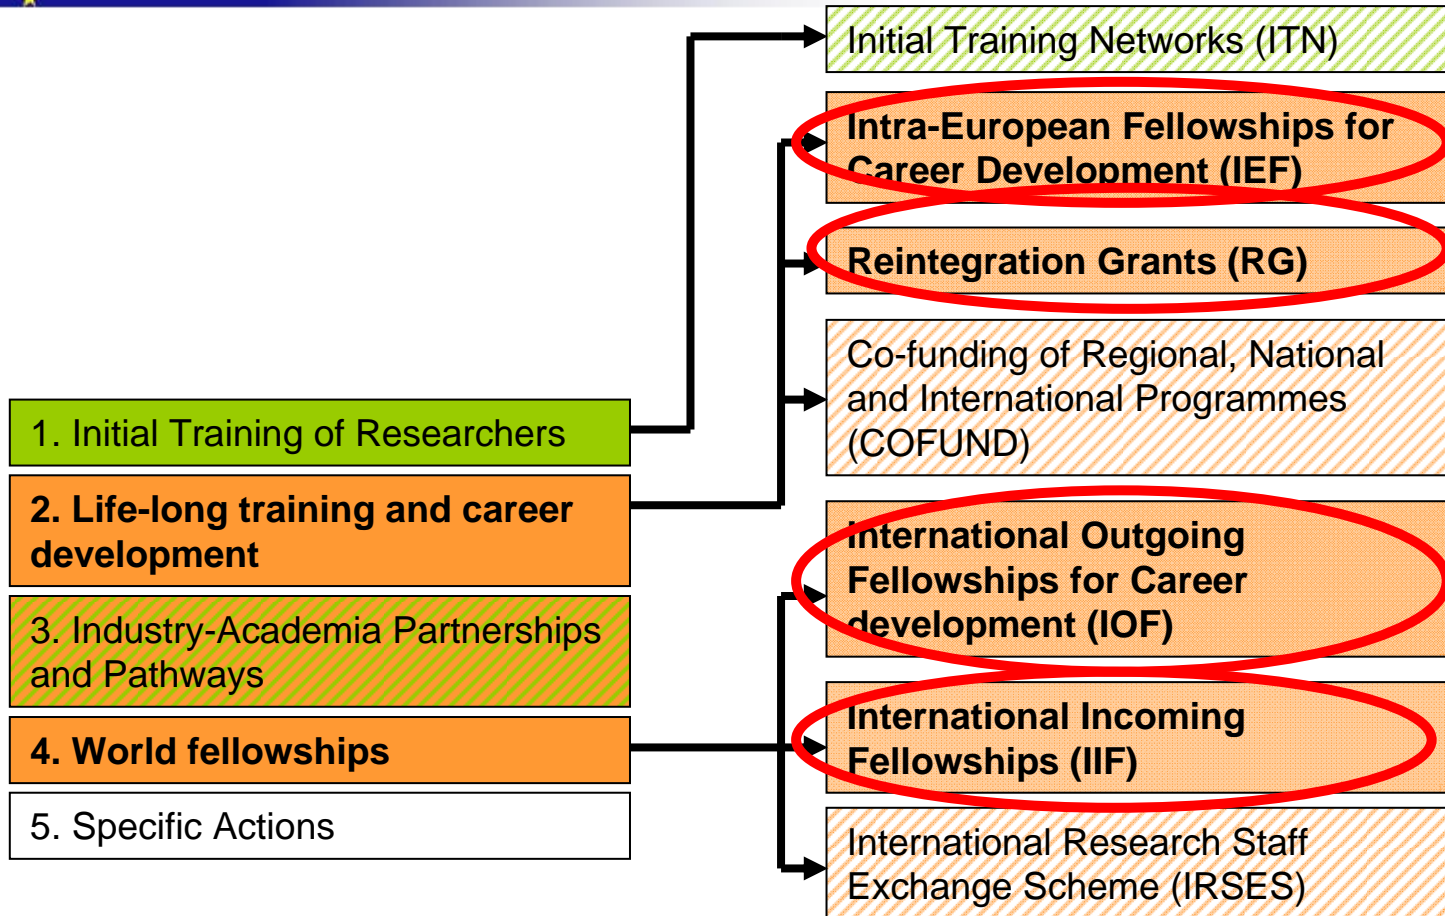 Initial Training Networks (ITN)
Intra-European Fellowships for
Career Development (IEF)
Reintegration Grants (RG)
Co-funding of Regional, National
and International Programmes
(COFUND)
1. Initial Training of Researchers
2. Life-long training and career
development
3. Industry-Academia Partnerships
and Pathways
4. World fellowships
5. Specific Actions
International Outgoing
Fellowships for Career
development (IOF)
International Incoming
Fellowships (IIF)
International Research Staff
Exchange Scheme (IRSES)